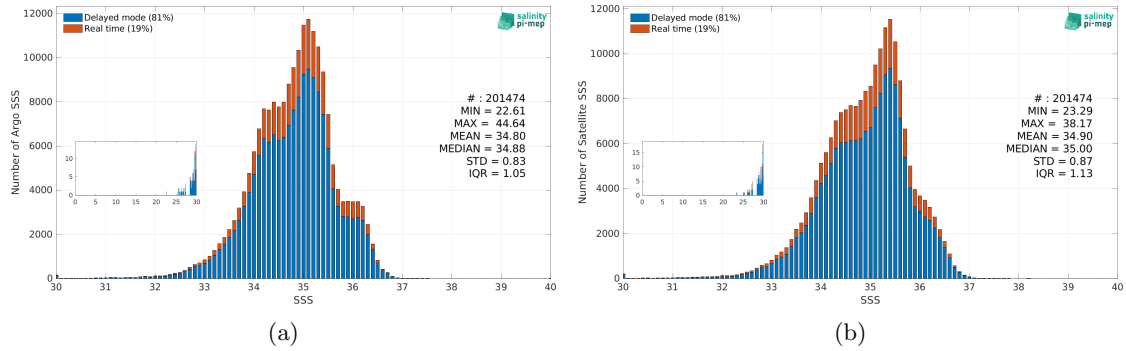 Delayed mode (81%)
Real time (19%)
salinity
pi-mep
Number of Argo SSS
12000
10000
8000
6000
4000
2000
0
# : 201474
MIN = 22.61
MAX = 44.64
MEAN = 34.80
MEDIAN = 34.88
STD = 0.83
IQR = 1.05
10
5
0
0 5 10 15 20 25 30
30 31 32 33 34 35 36 37 38 39 40
SSS
(a)
Delayed mode (81%)
Real time (19%)
salinity
pi-mep
Number of Satellite SSS
12000
10000
8000
6000
4000
2000
0
# : 201474
MIN = 23.29
MAX = 38.17
MEAN = 34.90
MEDIAN = 35.00
STD = 0.87
IQR = 1.13
15
10
5
0
0 5 10 15 20 25 30
30 31 32 33 34 35 36 37 38 39 40
SSS
(b)